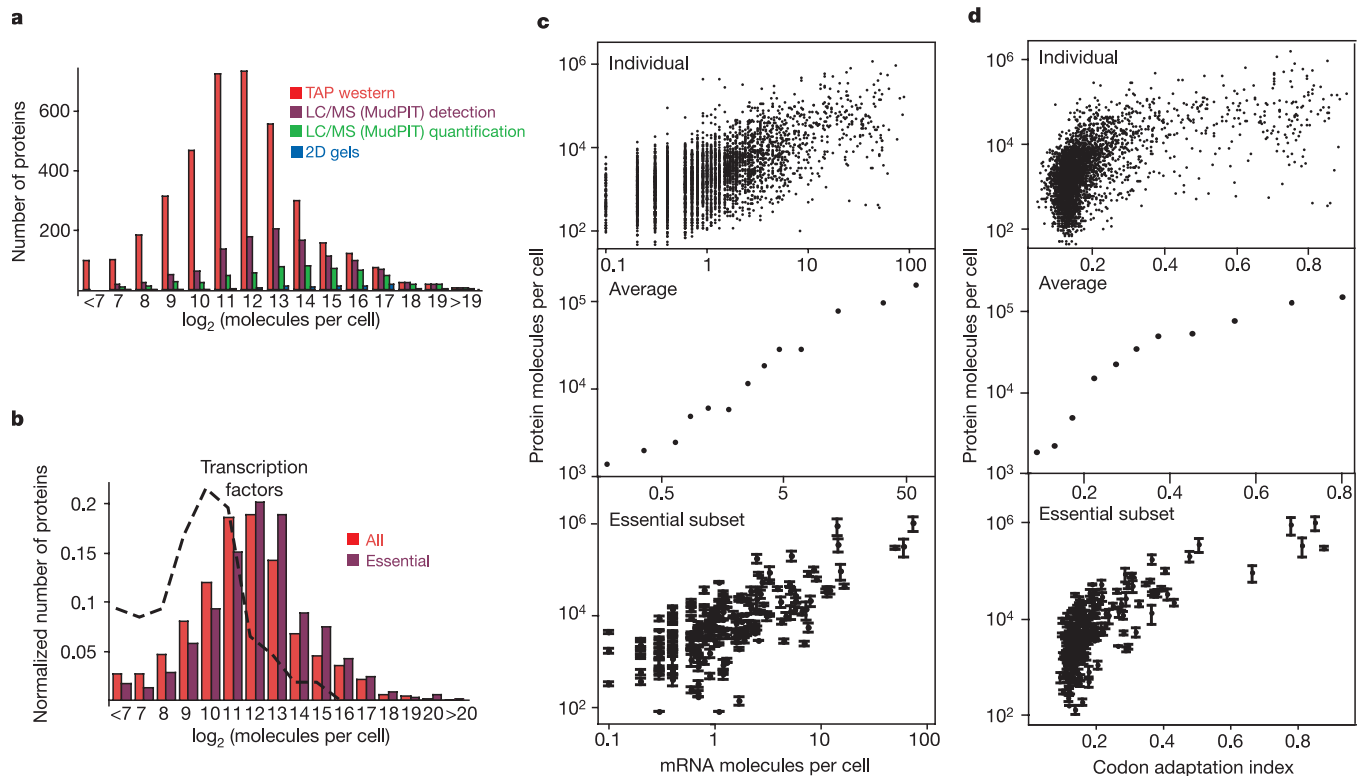 a
Number of proteins
600
400
200
TAP western
LC/MS (MudPIT) detection
LC/MS (MudPIT) quantification
2D gels
<7 7 8 9 10 11 12 13 14 15 16 17 18 19 >19
log2 (molecules per cell)
b
Normalized number of proteins
0.2
0.15
0.1
0.05
Transcription
factors
All
Essential
<7 7 8 9 10 11 12 13 14 15 16 17 18 19 20 >20
log2 (molecules per cell)
c
Protein molecules per cell
Individual
10^6
10^4
10^2
0.1 1 10 100
Average
10^5
10^4
10^3
0.5 5 50
Essential subset
10^6
10^4
10^2
0.1 1 10 100
mRNA molecules per cell
d
Protein molecules per cell
Individual
10^6
10^4
10^2
0.2 0.4 0.6 0.8
Average
10^5
10^4
10^3
0.2 0.4 0.6 0.8
Essential subset
10^6
10^4
10^2
0.2 0.4 0.6 0.8
Codon adaptation index